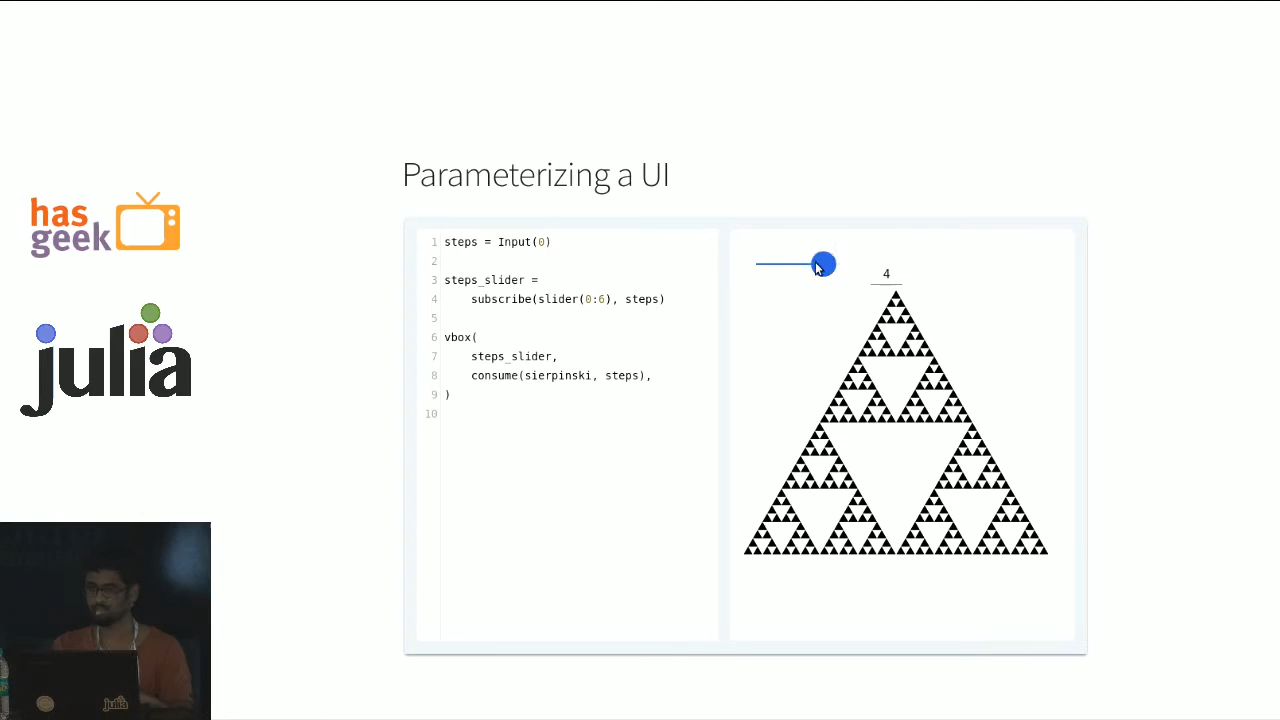 Parameterizing a UI
has
geek
julia
1 steps = Input(0)
2
3 steps_slider =
4 subscribe(slider(0:6), steps)
5
6 vbox(
7 steps_slider,
8 consume(sierpinski, steps),
9 )
10
4
julia